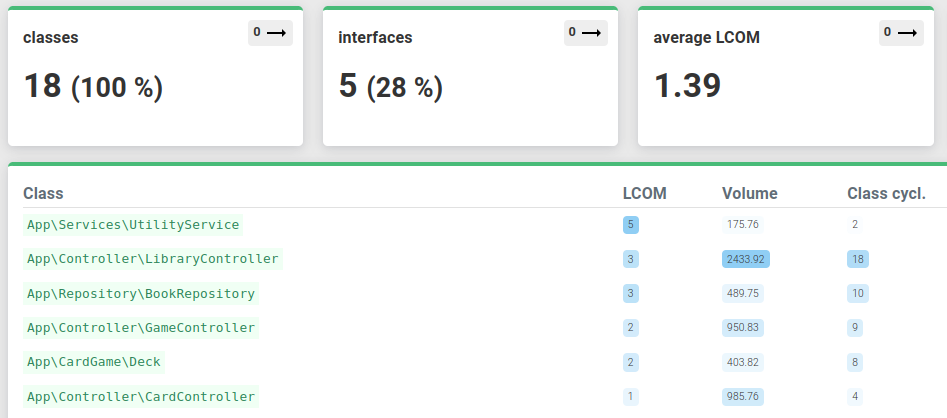 classes 0 → interfaces 0 → average LCOM 0 →
18 (100 %) 5 (28 %) 1.39
Class LCOM Volume Class cycl.
App\Services\UtilityService 5 175.76 2
App\Controller\LibraryController 3 2433.92 18
App\Repository\BookRepository 3 489.75 10
App\Controller\GameController 2 950.83 9
App\CardGame\Deck 2 403.82 8
App\Controller\CardController 1 985.76 4